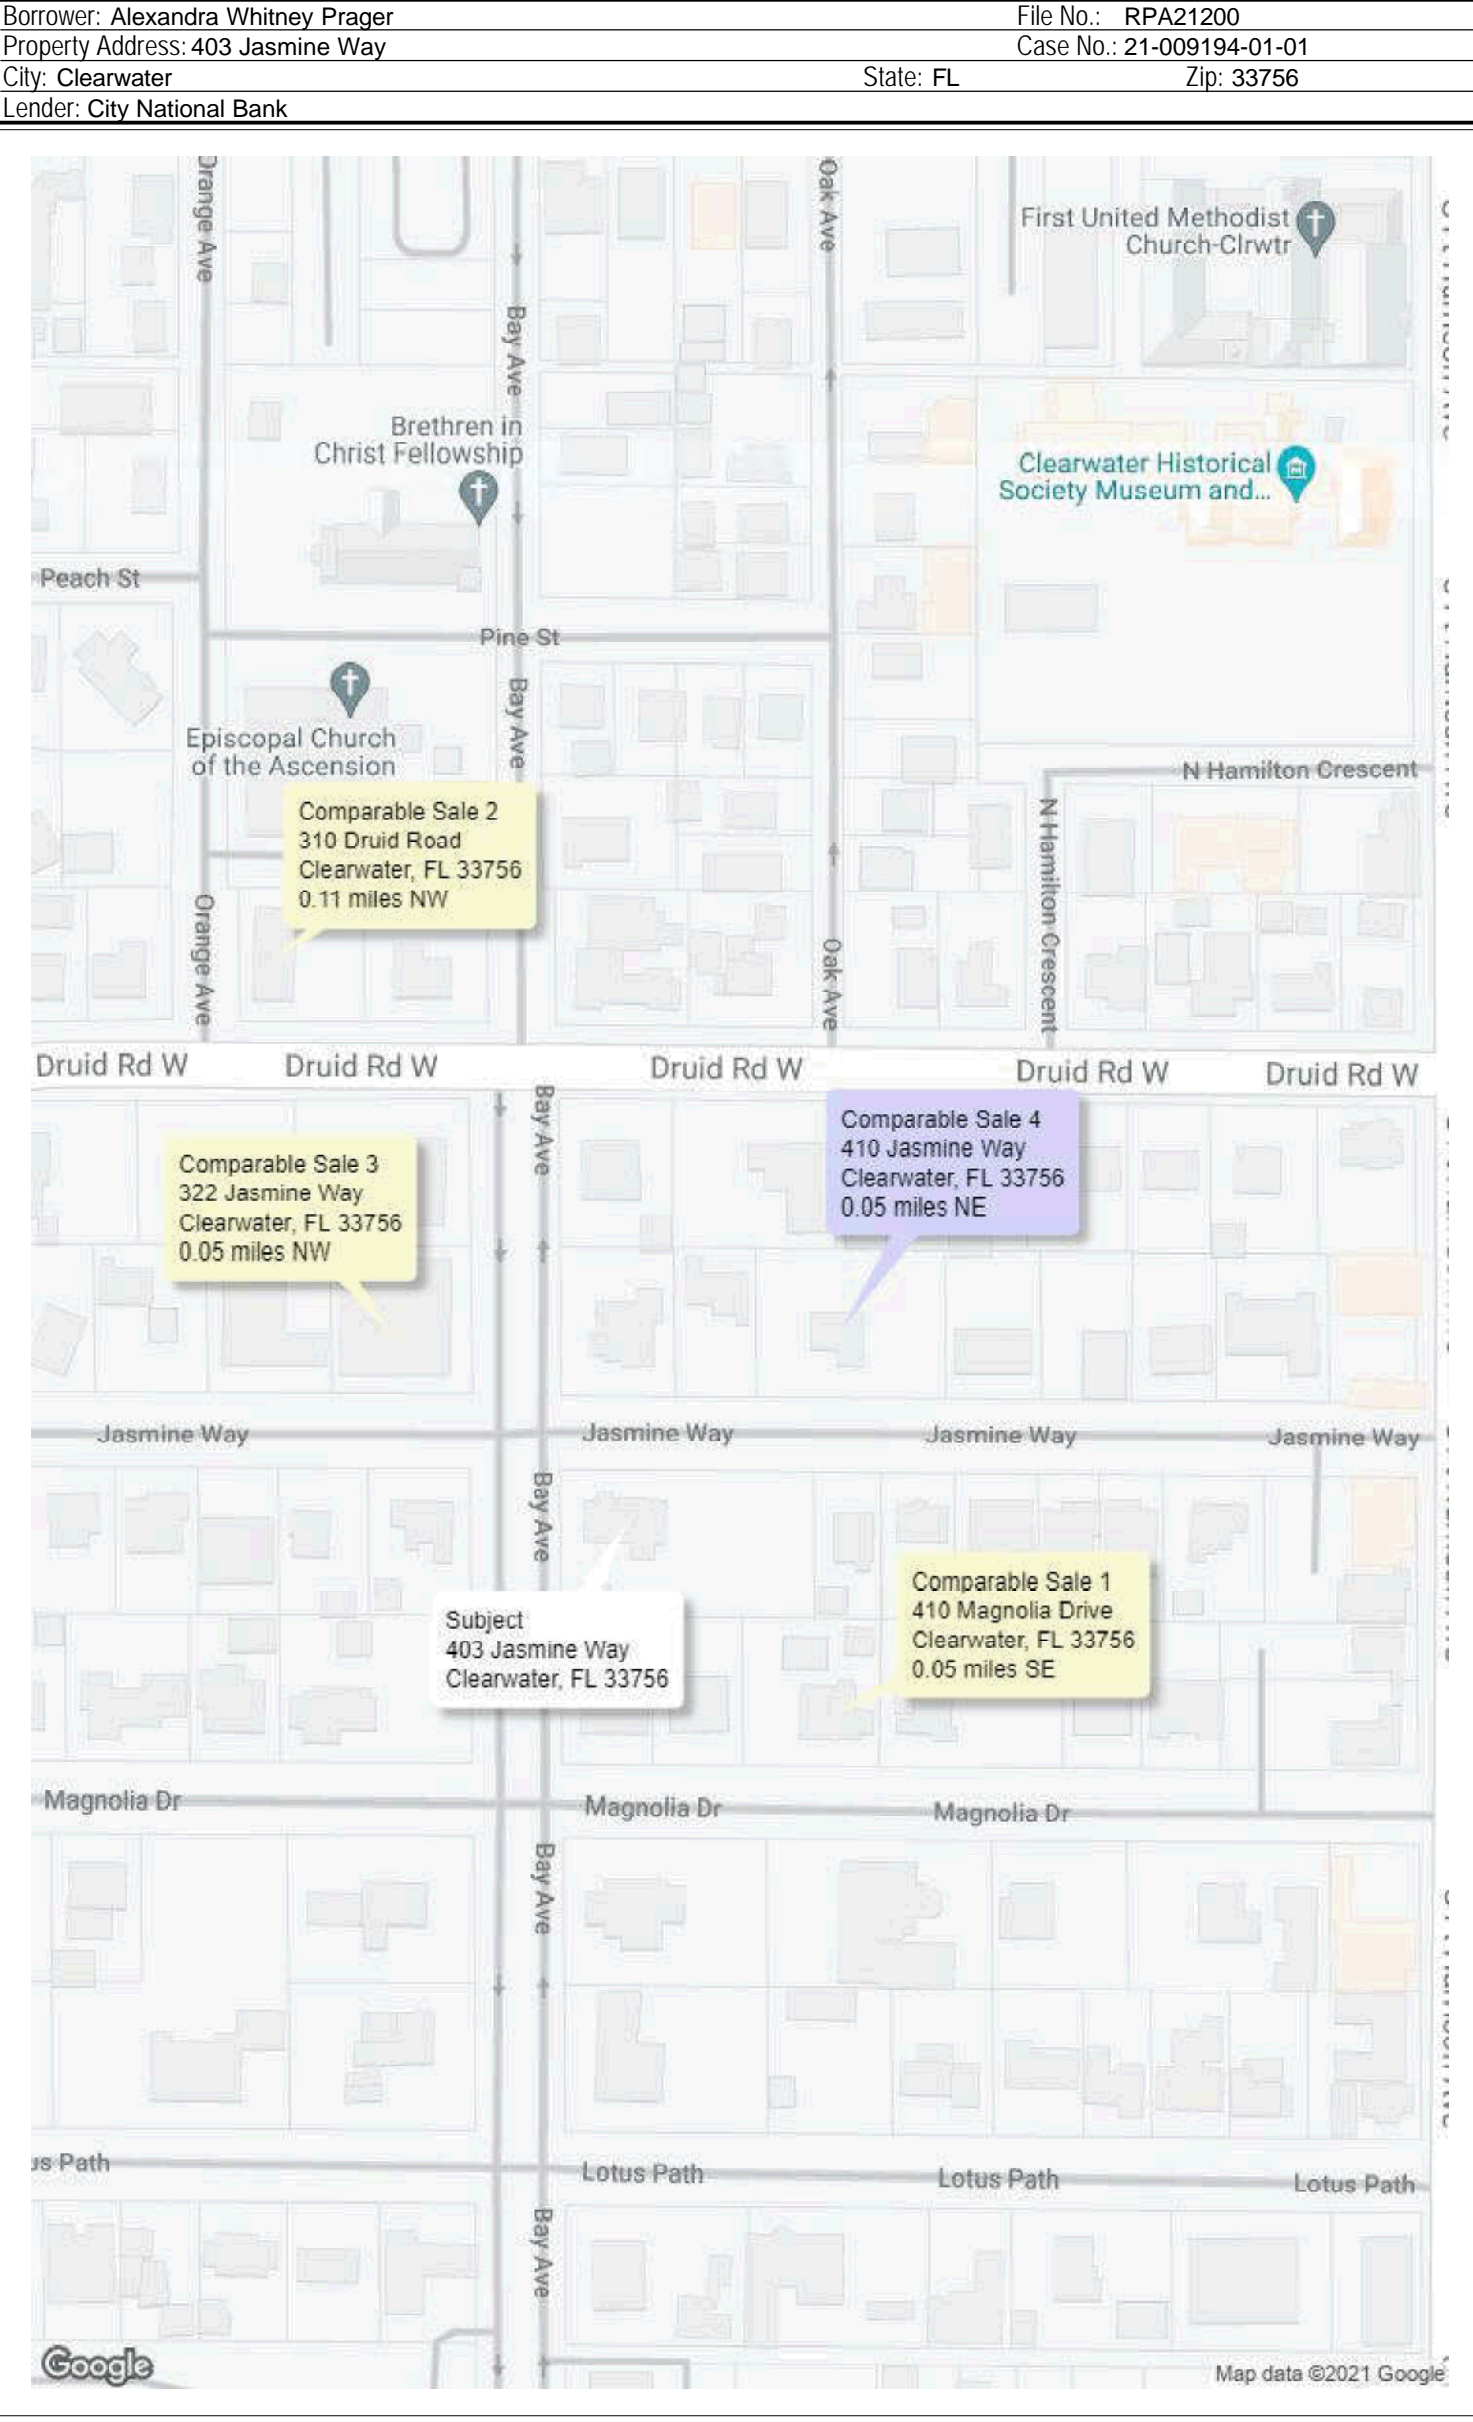 Borrower: Alexandra Whitney Prager File No.: RPA21200
Property Address: 403 Jasmine Way Case No.: 21-009194-01-01
City: Clearwater State: FL Zip: 33756
Lender: City National Bank
Orange Ave
Bay Ave
Oak Ave
First United Methodist
Church-Clrwtr
Brethren in
Christ Fellowship
Clearwater Historical
Society Museum and...
Peach St
Pine St
Bay Ave
Episcopal Church
of the Ascension
N Hamilton Crescent
Comparable Sale 2
310 Druid Road
Clearwater, FL 33756
0.11 miles NW
N Hamilton Crescent
Orange Ave
Oak Ave
Druid Rd W
Druid Rd W
Druid Rd W
Druid Rd W
Druid Rd W
Bay Ave
Comparable Sale 4
410 Jasmine Way
Clearwater, FL 33756
0.05 miles NE
Comparable Sale 3
322 Jasmine Way
Clearwater, FL 33756
0.05 miles NW
Jasmine Way
Jasmine Way
Jasmine Way
Jasmine Way
Bay Ave
Comparable Sale 1
410 Magnolia Drive
Clearwater, FL 33756
0.05 miles SE
Subject
403 Jasmine Way
Clearwater, FL 33756
Magnolia Dr
Magnolia Dr
Magnolia Dr
Bay Ave
us Path
Lotus Path
Lotus Path
Lotus Path
Bay Ave
Google
Map data ©2021 Google